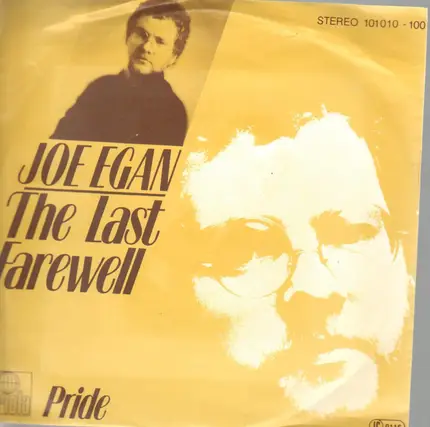 STEREO 101010 - 100
JOE EGAN
The Last
Farewell
Pride